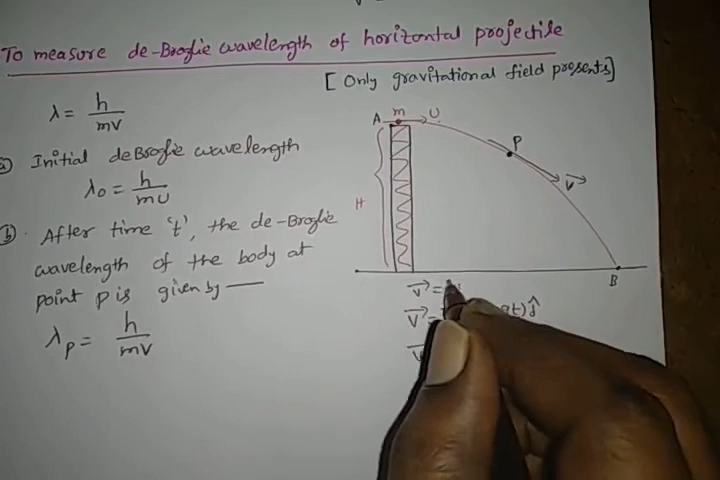 To measure de-Broglie wavelength of horizontal projectile
[Only gravitational field presents]
λ = h/mv
a) Initial deBroglie wavelength
λ₀ = h/mU
b). After time 't', the de-Broglie
wavelength of the body at
point p is given by —
λp = h/mv
A m U
P
V⃗
H
B
V⃗ =
V⃗ = gt) ĵ
V⃗